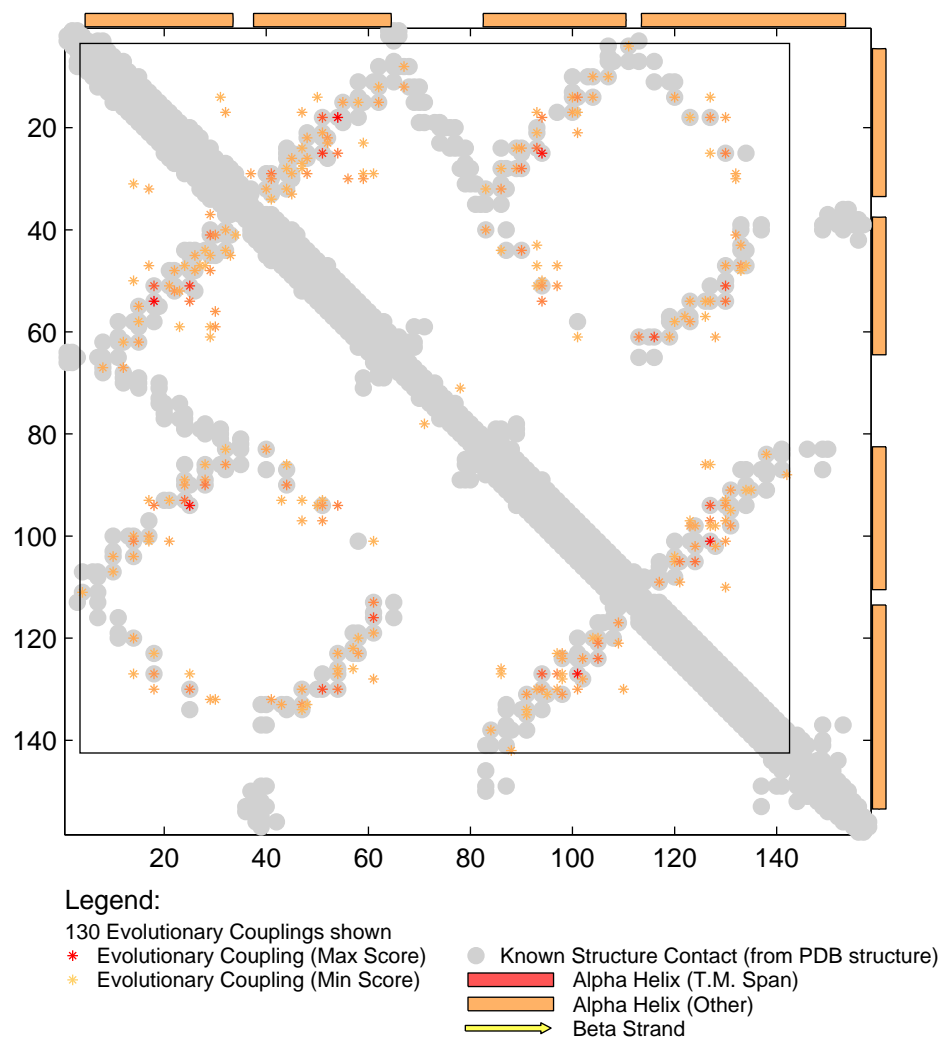 20
40
60
80
100
120
140
20 40 60 80 100 120 140
Legend:
130 Evolutionary Couplings shown
Evolutionary Coupling (Max Score)
Evolutionary Coupling (Min Score)
Known Structure Contact (from PDB structure)
Alpha Helix (T.M. Span)
Alpha Helix (Other)
Beta Strand